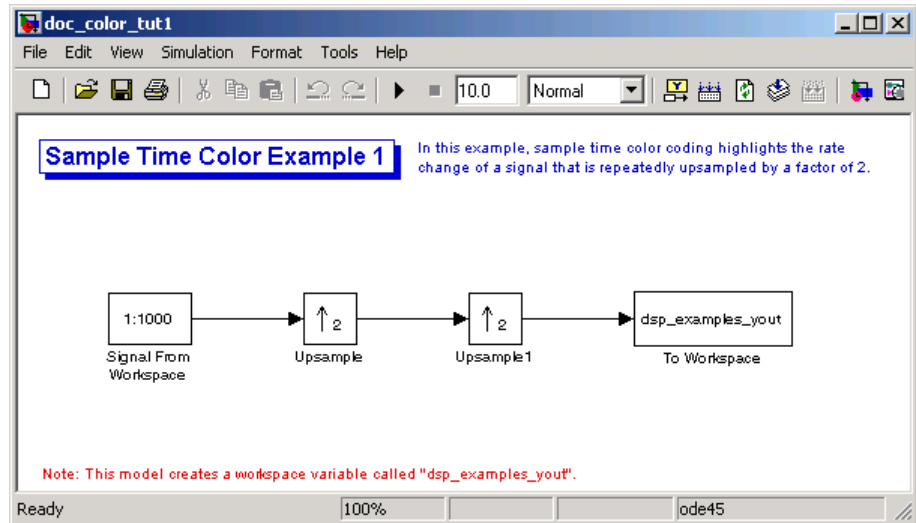 doc_color_tut1
File Edit View Simulation Format Tools Help
10.0 Normal
Sample Time Color Example 1
In this example, sample time color coding highlights the rate
change of a signal that is repeatedly upsampled by a factor of 2.
1:1000
2
2
dsp_examples_yout
Signal From
Workspace
Upsample
Upsample1
To Workspace
Note: This model creates a workspace variable called "dsp_examples_yout".
Ready 100% ode45